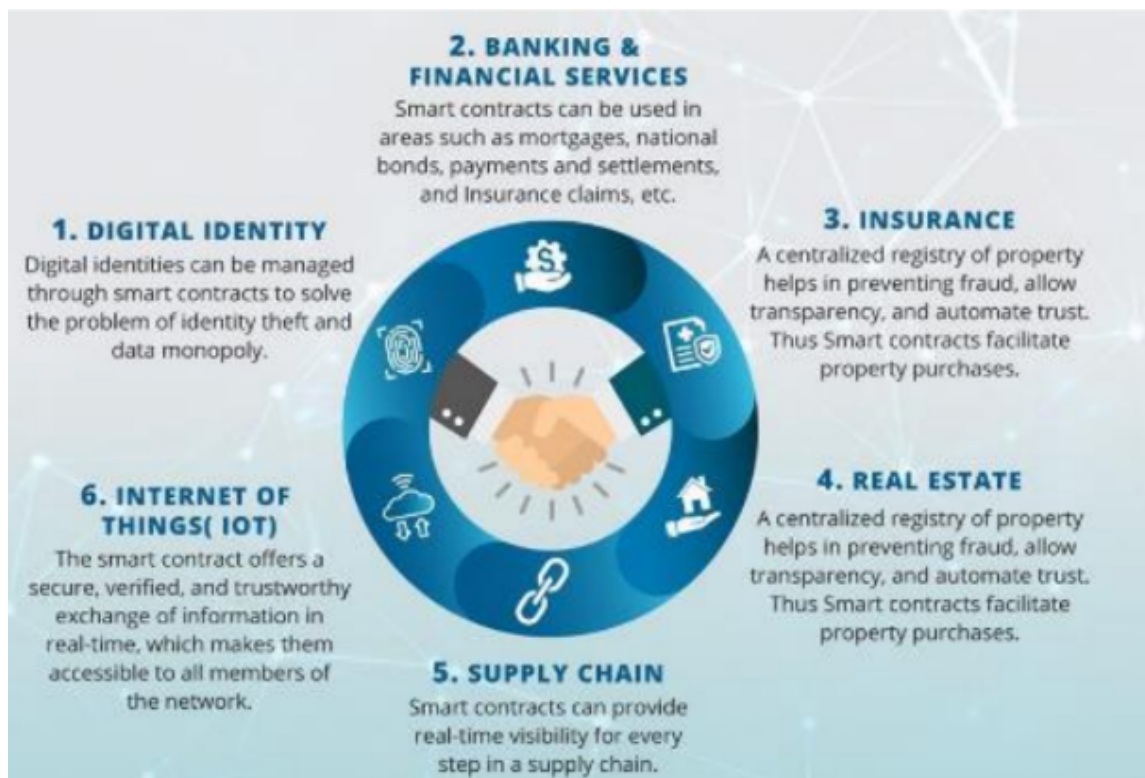 2. BANKING &
FINANCIAL SERVICES
Smart contracts can be used in
areas such as mortgages, national
bonds, payments and settlements,
and Insurance claims, etc.
1. DIGITAL IDENTITY
Digital identities can be managed
through smart contracts to solve
the problem of identity theft and
data monopoly.
3. INSURANCE
A centralized registry of property
helps in preventing fraud, allow
transparency, and automate trust.
Thus Smart contracts facilitate
property purchases.
6. INTERNET OF
THINGS( IOT)
The smart contract offers a
secure, verified, and trustworthy
exchange of information in
real-time, which makes them
accessible to all members of
the network.
4. REAL ESTATE
A centralized registry of property
helps in preventing fraud, allow
transparency, and automate trust.
Thus Smart contracts facilitate
property purchases.
5. SUPPLY CHAIN
Smart contracts can provide
real-time visibility for every
step in a supply chain.